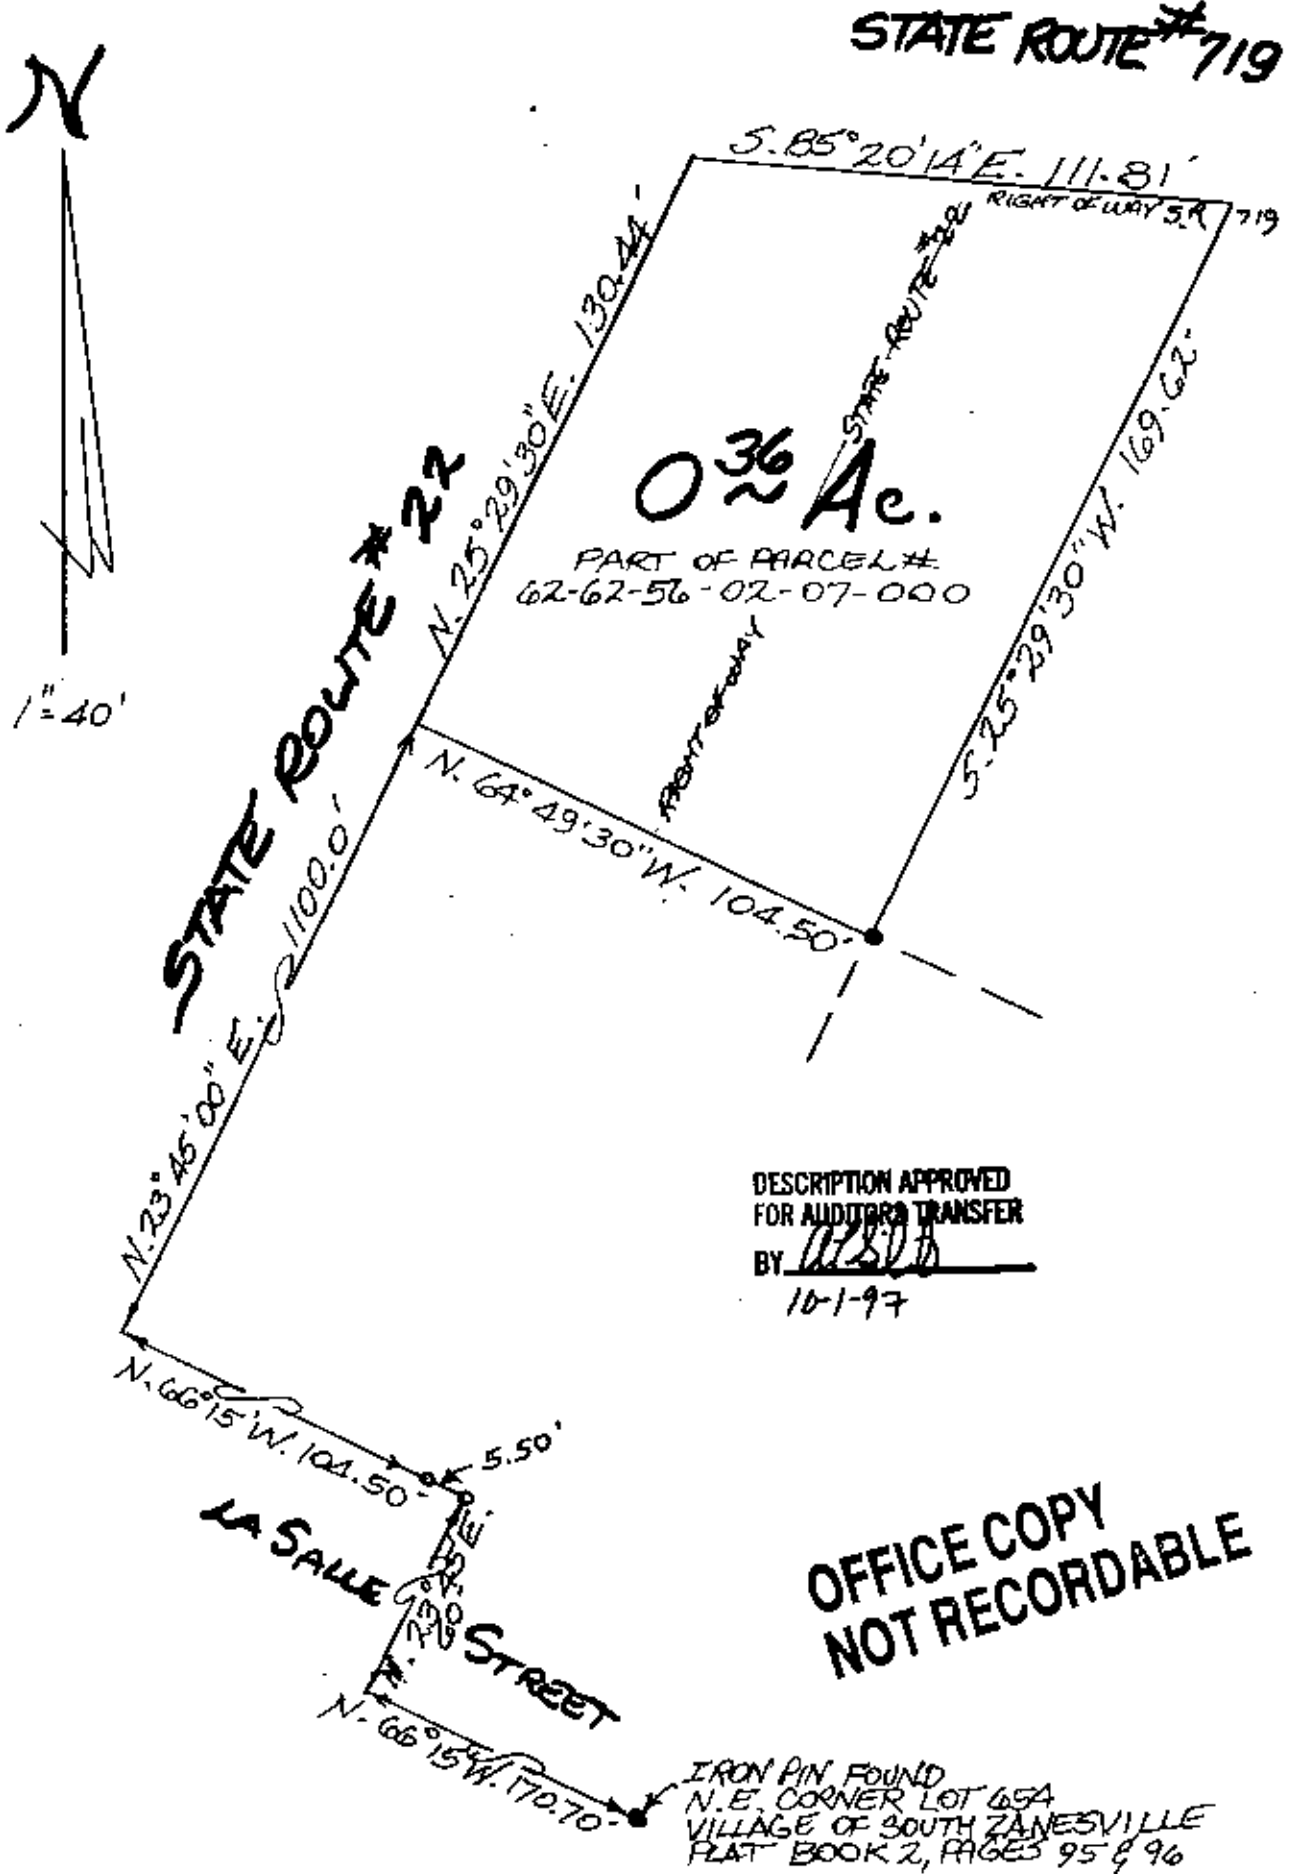 STATE ROUTE # 719
N
S. 85° 20' 14" E. 111.81'
RIGHT OF WAY S.R. 719
N. 25° 29' 30" E. 130.44'
STATE ROUTE #22
S. 25° 29' 30" W. 169.62'
0 36 Ac.
PART OF PARCEL #
62-62-56-02-07-000
STATE ROUTE # 22
RIGHT OF WAY
1"=40'
N. 64° 49' 30" W. 104.50'
1100.0'
N. 23° 45' 00" E.
DESCRIPTION APPROVED
FOR AUDITORS TRANSFER
BY
10-1-97
N. 66° 15' W. 104.50'
5.50'
LA SALLE STREET
N. 23° E.
N. 66° 15' W. 170.70'
OFFICE COPY
NOT RECORDABLE
IRON PIN FOUND
N.E. CORNER LOT 65A
VILLAGE OF SOUTH ZANESVILLE
PLAT BOOK 2, PAGES 95 & 96